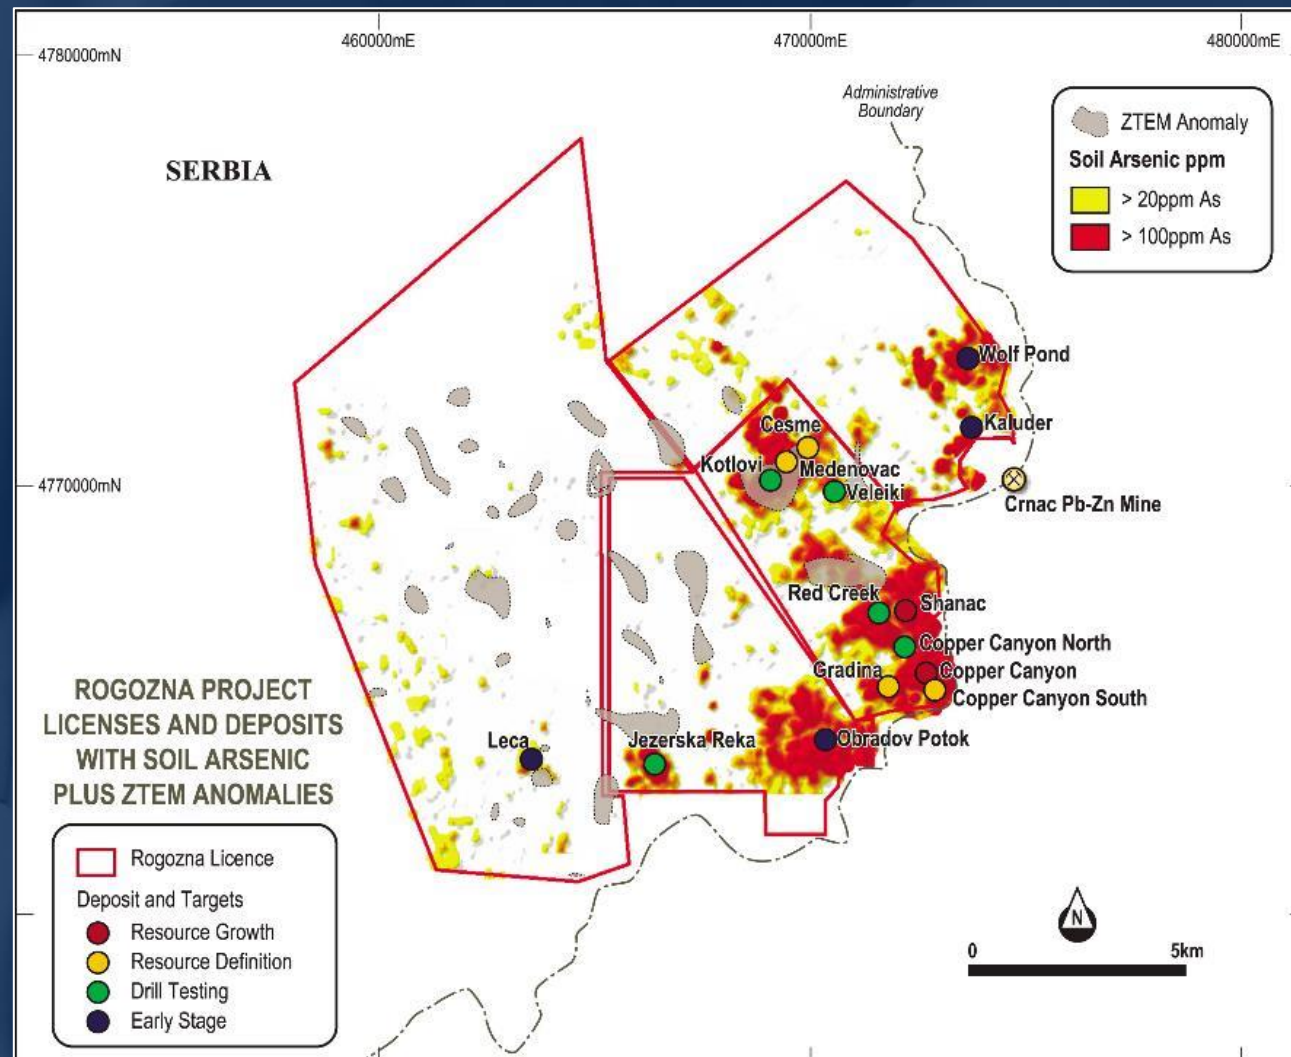 460000mE
470000mE
480000mE
4780000mN
Administrative
Boundary
SERBIA
ZTEM Anomaly
Soil Arsenic ppm
> 20ppm As
> 100ppm As
Wolf Pond
Kaluder
Cesme
Kotlovi
Medenovac
Veleiki
4770000mN
Crnac Pb-Zn Mine
Red Creek
Shanac
Copper Canyon North
Gradina
Copper Canyon
Copper Canyon South
Leca
Jezerska Reka
Obradov Potok
ROGOZNA PROJECT
LICENSES AND DEPOSITS
WITH SOIL ARSENIC
PLUS ZTEM ANOMALIES
Rogozna Licence
Deposit and Targets
Resource Growth
Resource Definition
Drill Testing
Early Stage
N
0 5km